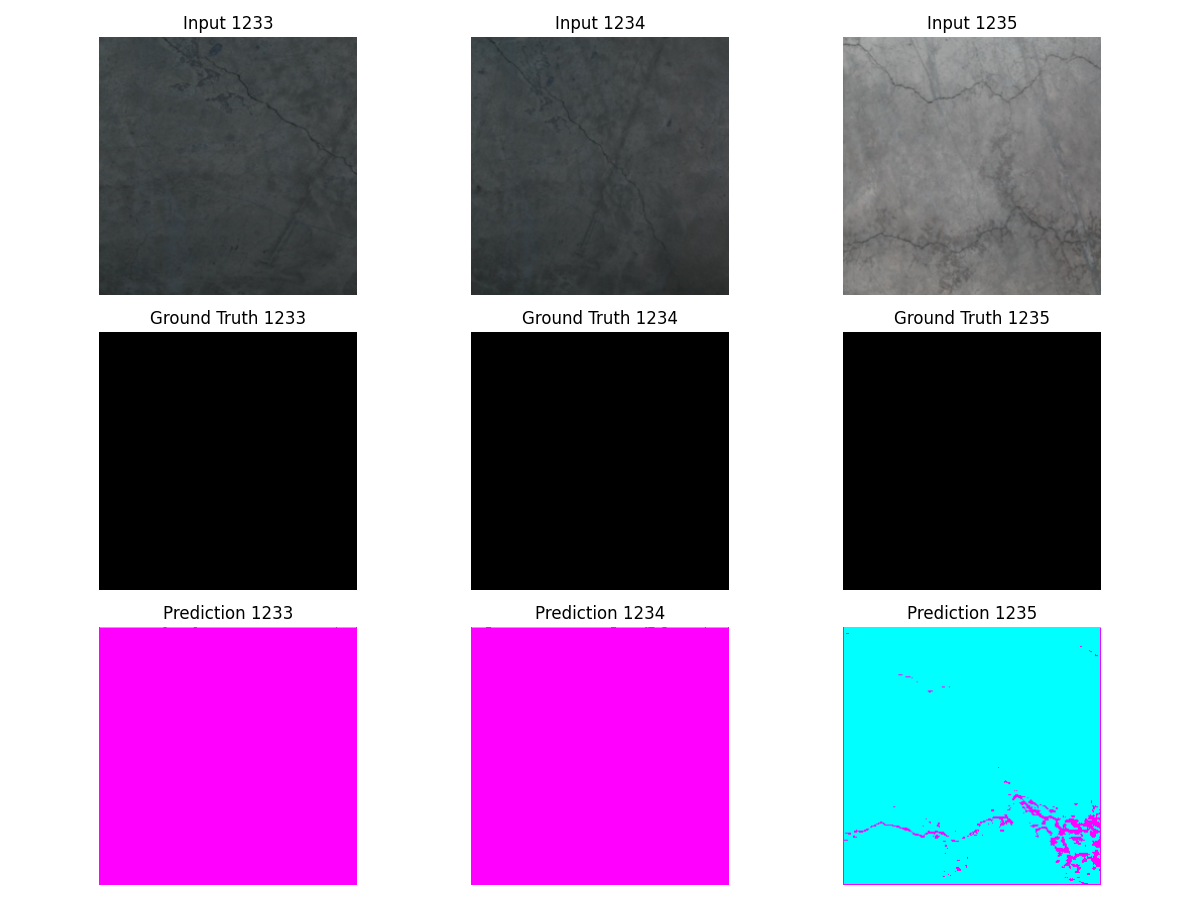 Input 1233
Input 1234
Input 1235
Ground Truth 1233
Ground Truth 1234
Ground Truth 1235
Prediction 1233
Prediction 1234
Prediction 1235